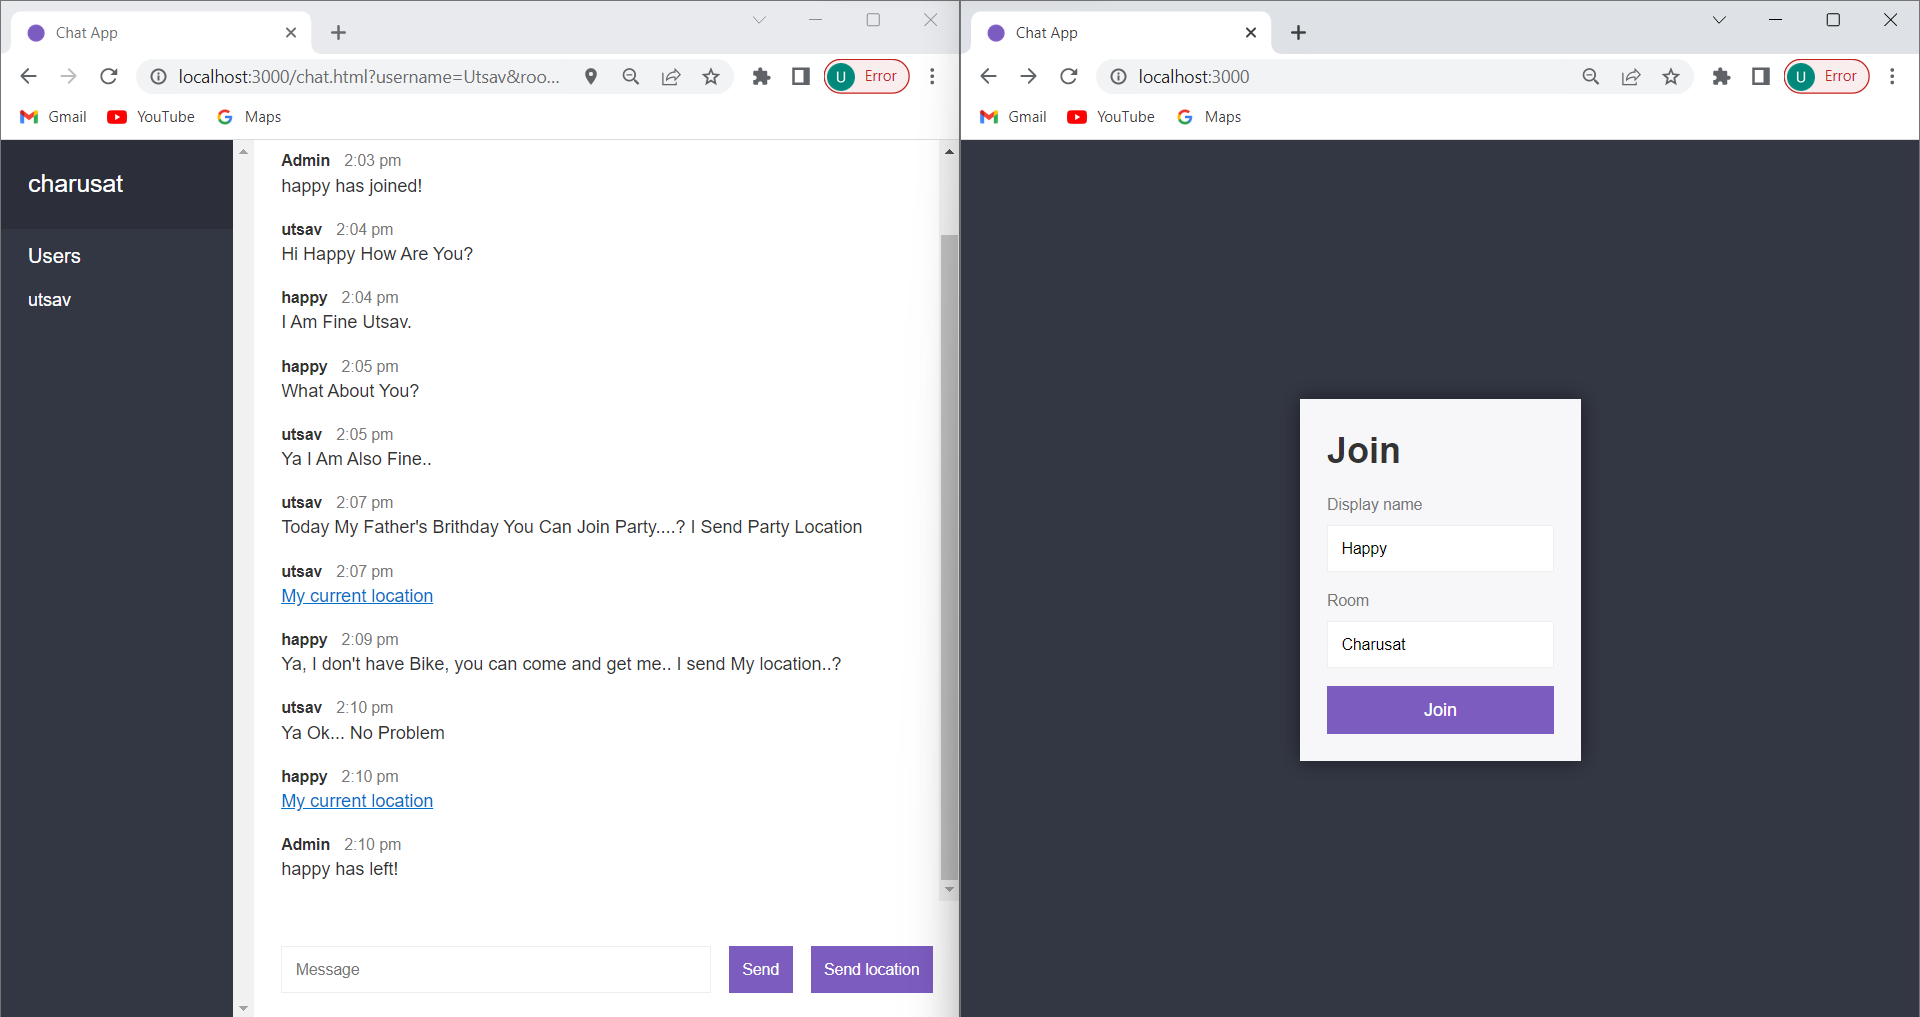 Chat App
localhost:3000/chat.html?username=Utsav&roo...
U Error
Gmail YouTube Maps
charusat
Users
utsav
Admin 2:03 pm
happy has joined!
utsav 2:04 pm
Hi Happy How Are You?
happy 2:04 pm
I Am Fine Utsav.
happy 2:05 pm
What About You?
utsav 2:05 pm
Ya I Am Also Fine..
utsav 2:07 pm
Today My Father's Brithday You Can Join Party....? I Send Party Location
utsav 2:07 pm
My current location
happy 2:09 pm
Ya, I don't have Bike, you can come and get me.. I send My location..?
utsav 2:10 pm
Ya Ok... No Problem
happy 2:10 pm
My current location
Admin 2:10 pm
happy has left!
Message Send Send location
Chat App
localhost:3000
U Error
Gmail YouTube Maps
Join
Display name
Happy
Room
Charusat
Join